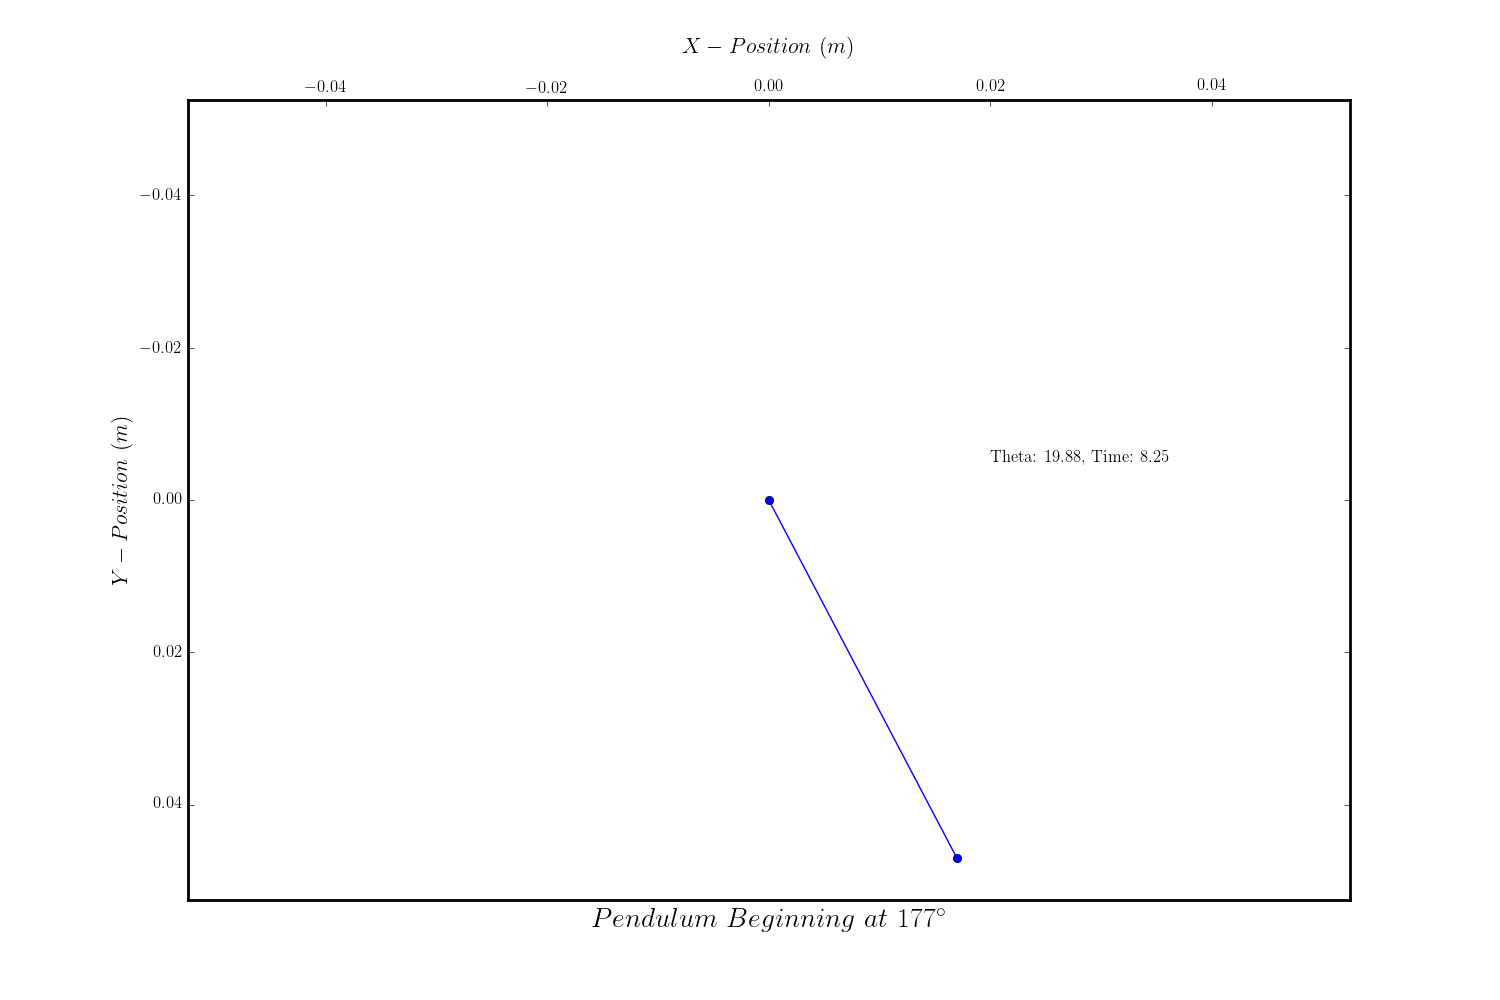 X − Position (m)
−0.04 −0.02 0.00 0.02 0.04
−0.04
−0.02
Theta: 19.88, Time: 8.25
0.00
Y − Position (m)
0.02
0.04
Pendulum Beginning at 177°